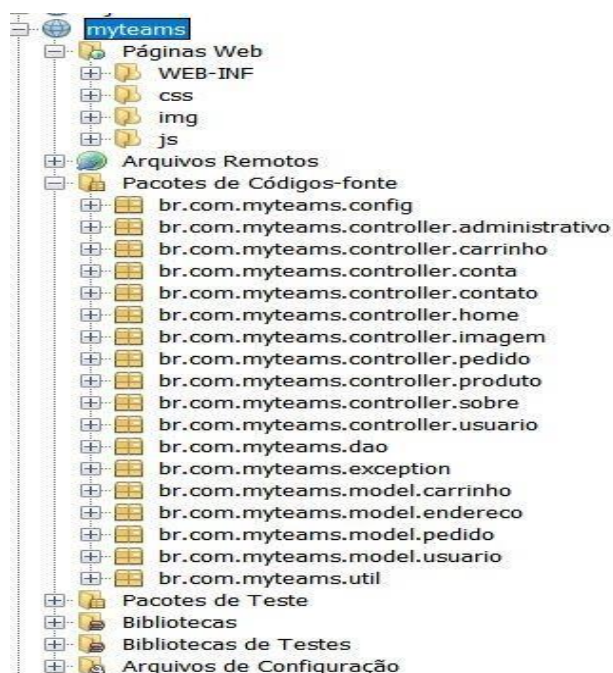 myteams
Páginas Web
WEB-INF
css
img
js
Arquivos Remotos
Pacotes de Códigos-fonte
br.com.myteams.config
br.com.myteams.controller.administrativo
br.com.myteams.controller.carrinho
br.com.myteams.controller.conta
br.com.myteams.controller.contato
br.com.myteams.controller.home
br.com.myteams.controller.imagem
br.com.myteams.controller.pedido
br.com.myteams.controller.produto
br.com.myteams.controller.sobre
br.com.myteams.controller.usuario
br.com.myteams.dao
br.com.myteams.exception
br.com.myteams.model.carrinho
br.com.myteams.model.endereco
br.com.myteams.model.pedido
br.com.myteams.model.usuario
br.com.myteams.util
Pacotes de Teste
Bibliotecas
Bibliotecas de Testes
Arquivos de Configuração